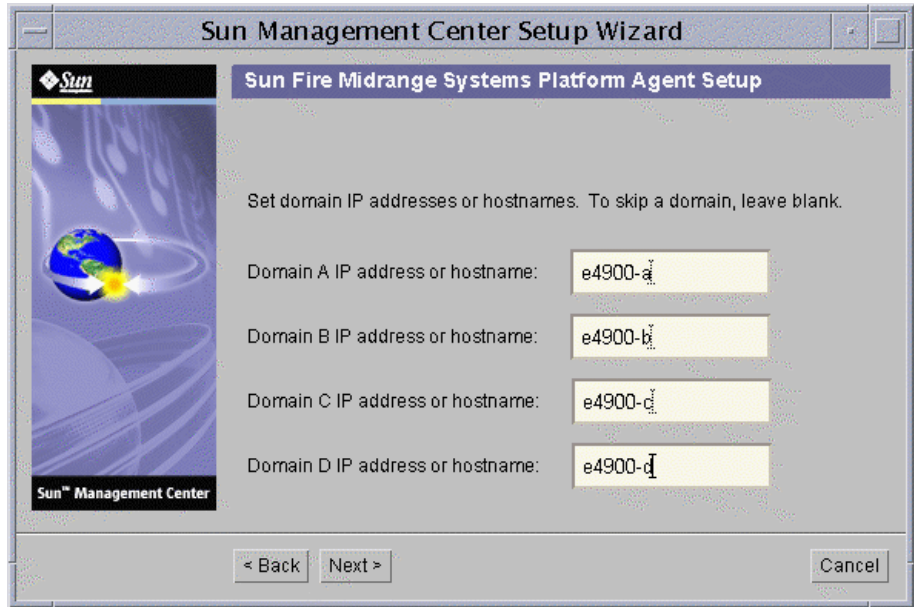 Sun Management Center Setup Wizard
Sun
Sun Fire Midrange Systems Platform Agent Setup
Set domain IP addresses or hostnames. To skip a domain, leave blank.
Domain A IP address or hostname: e4900-a
Domain B IP address or hostname: e4900-b
Domain C IP address or hostname: e4900-c
Domain D IP address or hostname: e4900-d
Sun™ Management Center
< Back Next > Cancel